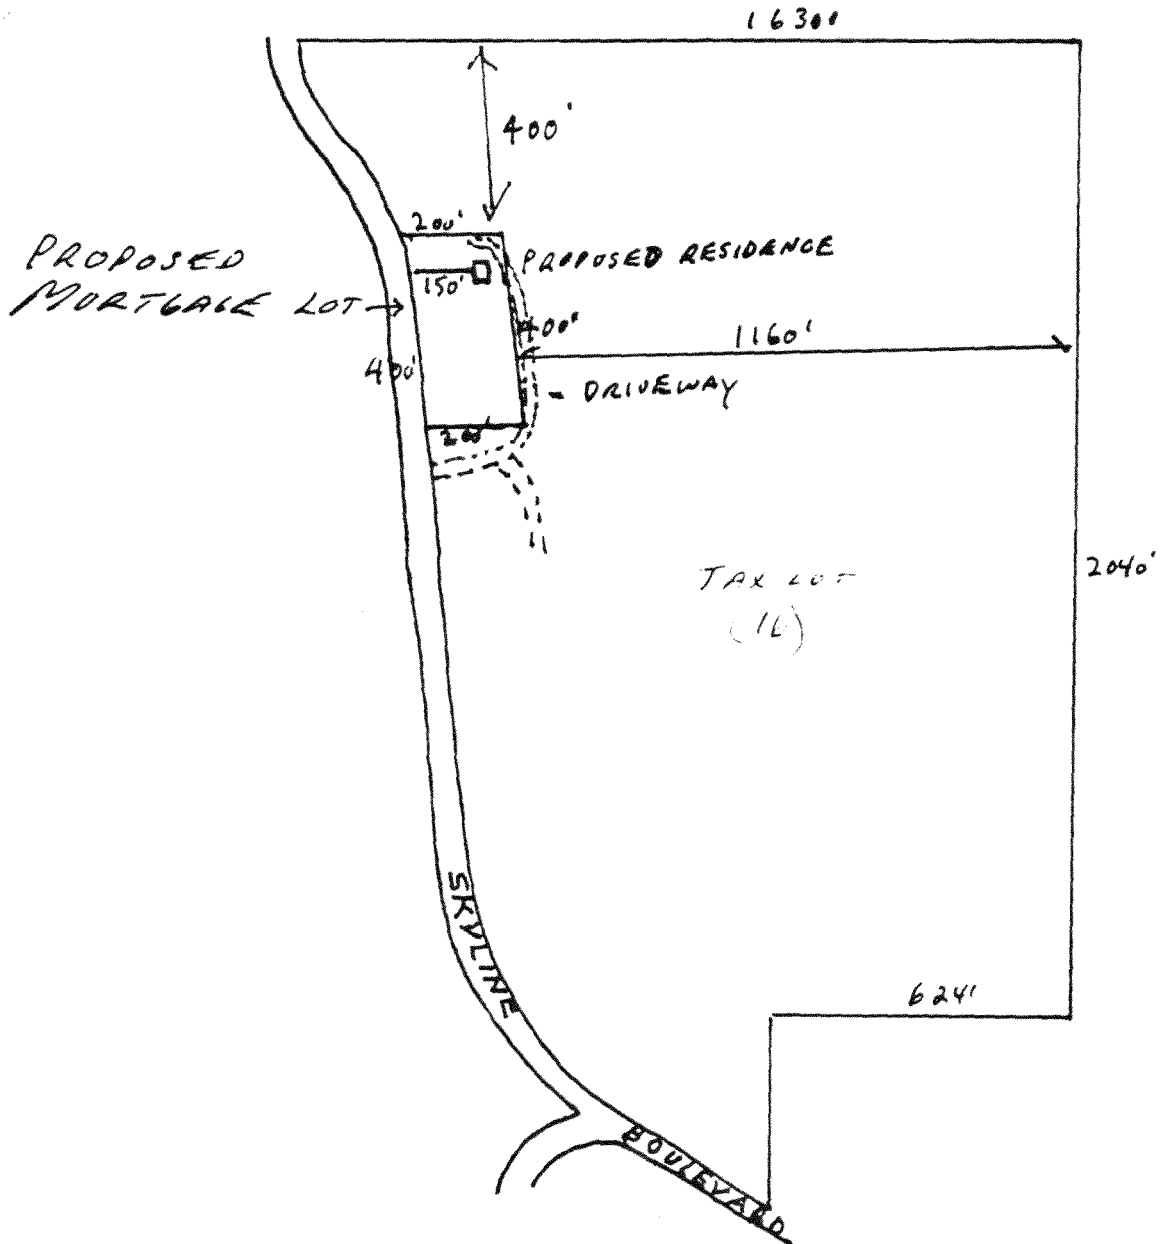 1630'
400'
200'
PROPOSED
MORTGAGE LOT
PROPOSED RESIDENCE
150'
400'
1160'
400'
DRIVEWAY
200'
TAX LOT
2040'
SKYLINE
624'
BOULEVARD